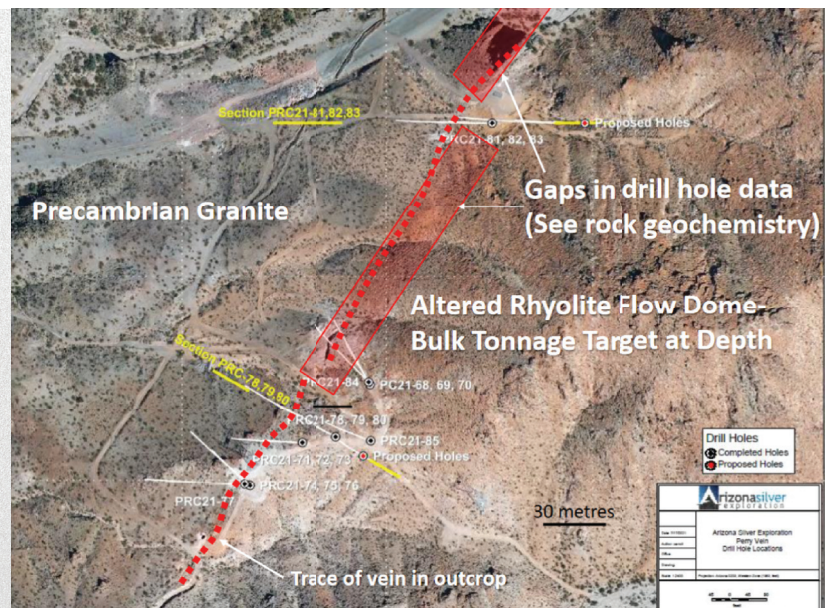 Section PRC21-81,82,83
Proposed Holes
PRC21-81, 82, 83
Precambrian Granite
Gaps in drill hole data
(See rock geochemistry)
Altered Rhyolite Flow Dome-
Bulk Tonnage Target at Depth
Section PRC-78,79,80
PRC21-84
PC21-68, 69, 70
PRC21-78, 79, 80
PRC21-85
PRC21-71, 72, 73
Proposed Holes
PRC21-77
PRC21-74, 75, 76
Drill Holes
Completed Holes
Proposed Holes
30 metres
Arizonasilver
exploration
Arizona Silver Exploration
Perry Vein
Drill Hole Locations
Trace of vein in outcrop